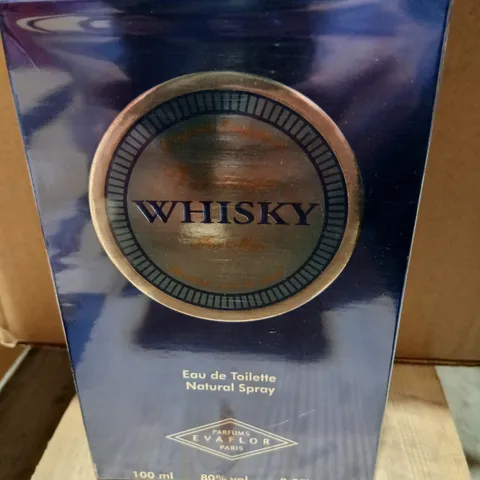 WHISKY
Eau de Toilette
Natural Spray
PARFUMS
EVAFLOR
PARIS
100 ml 80% vol